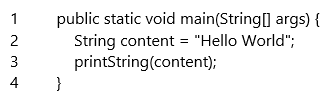 1 public static void main(String[] args) {
2 String content = "Hello World";
3 printString(content);
4 }